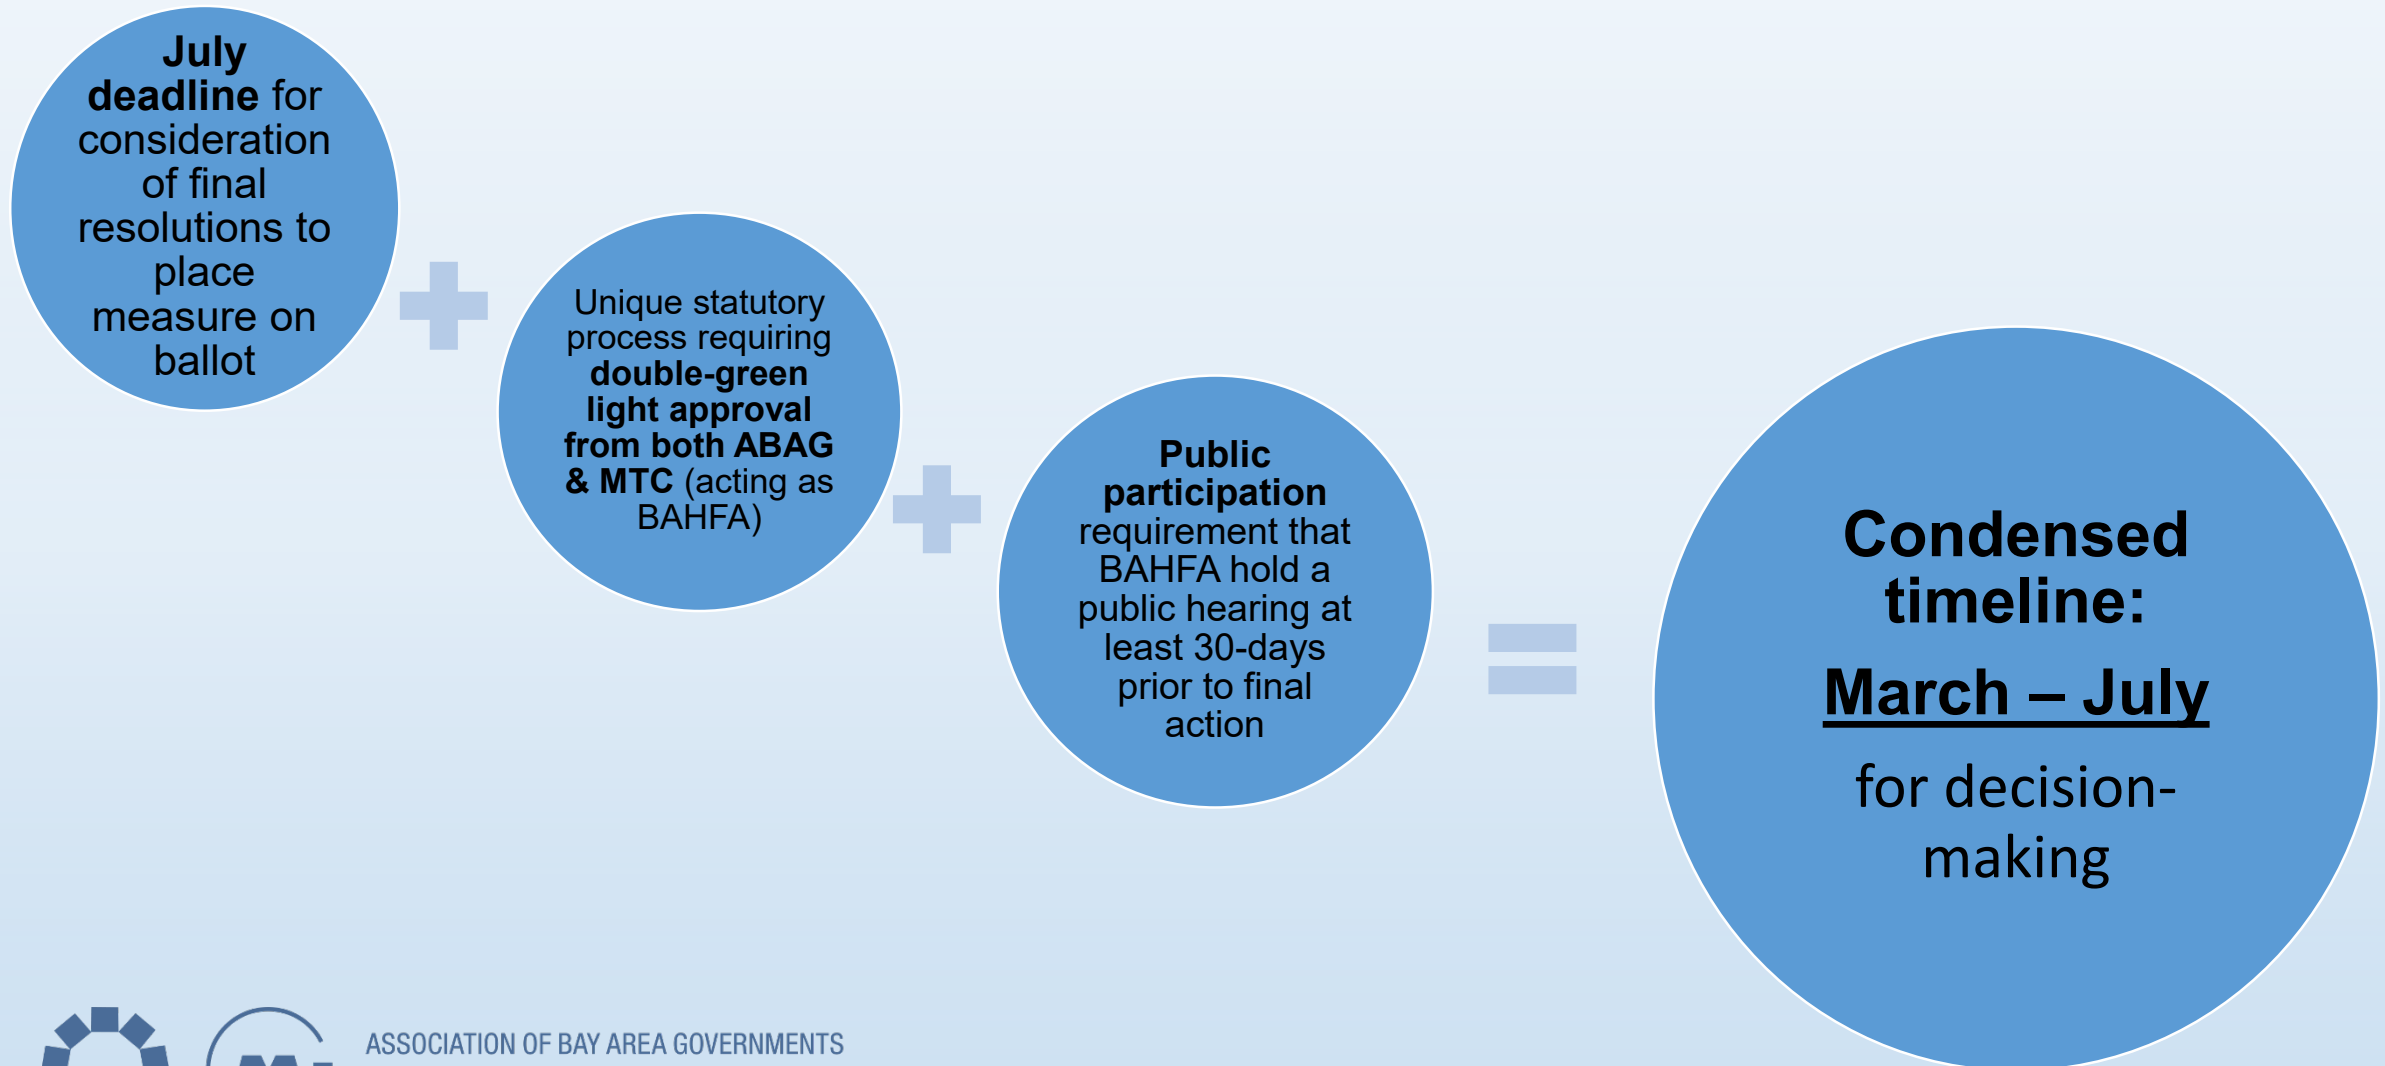 July
deadline for
consideration
of final
resolutions to
place
measure on
ballot
Unique statutory
process requiring
double-green
light approval
from both ABAG
& MTC (acting as
BAHFA)
Public
participation
requirement that
BAHFA hold a
public hearing at
least 30-days
prior to final
action
Condensed
timeline:
March – July
for decision-
making
ASSOCIATION OF BAY AREA GOVERNMENTS